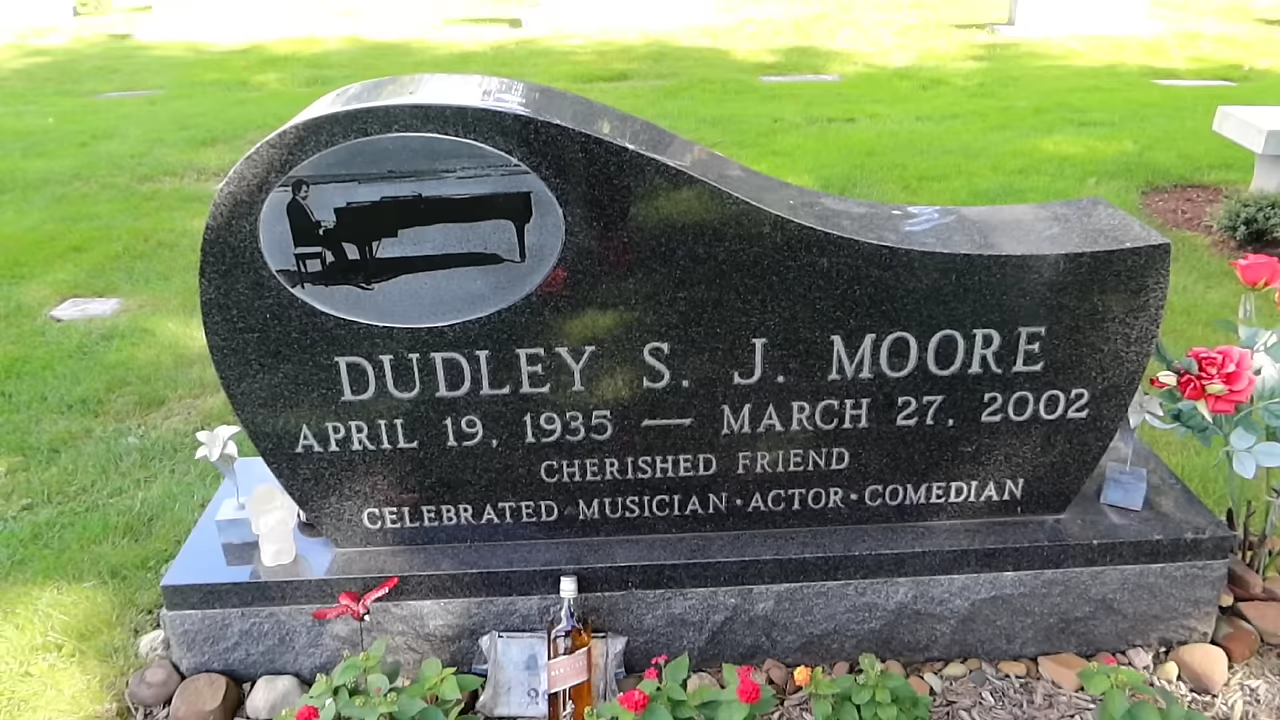 DUDLEY S. J. MOORE
APRIL 19, 1935 — MARCH 27, 2002
CHERISHED FRIEND
CELEBRATED MUSICIAN · ACTOR · COMEDIAN